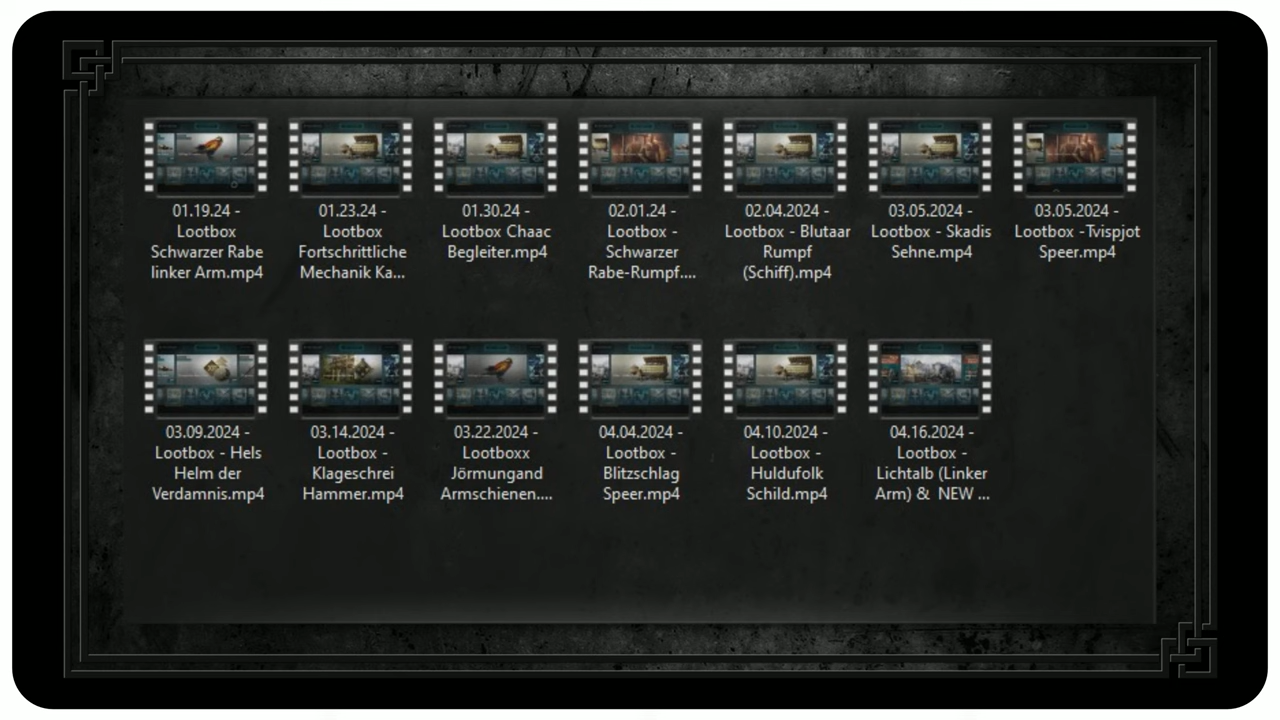 01.19.24 -
Lootbox
Schwarzer Rabe
linker Arm.mp4
01.23.24 -
Lootbox
Fortschrittliche
Mechanik Ka...
01.30.24 -
Lootbox Chaac
Begleiter.mp4
02.01.24 -
Lootbox -
Schwarzer
Rabe-Rumpf....
02.04.2024 -
Lootbox - Blutaar
Rumpf
(Schiff).mp4
03.05.2024 -
Lootbox - Skadis
Sehne.mp4
03.05.2024 -
Lootbox -Tvispjot
Speer.mp4
03.09.2024 -
Lootbox - Hels
Helm der
Verdamnis.mp4
03.14.2024 -
Lootbox -
Klageschrei
Hammer.mp4
03.22.2024 -
Lootboxx
Jörmungand
Armschienen....
04.04.2024 -
Lootbox -
Blitzschlag
Speer.mp4
04.10.2024 -
Lootbox -
Huldufolk
Schild.mp4
04.16.2024 -
Lootbox -
Lichtalb (Linker
Arm) &  NEW ...